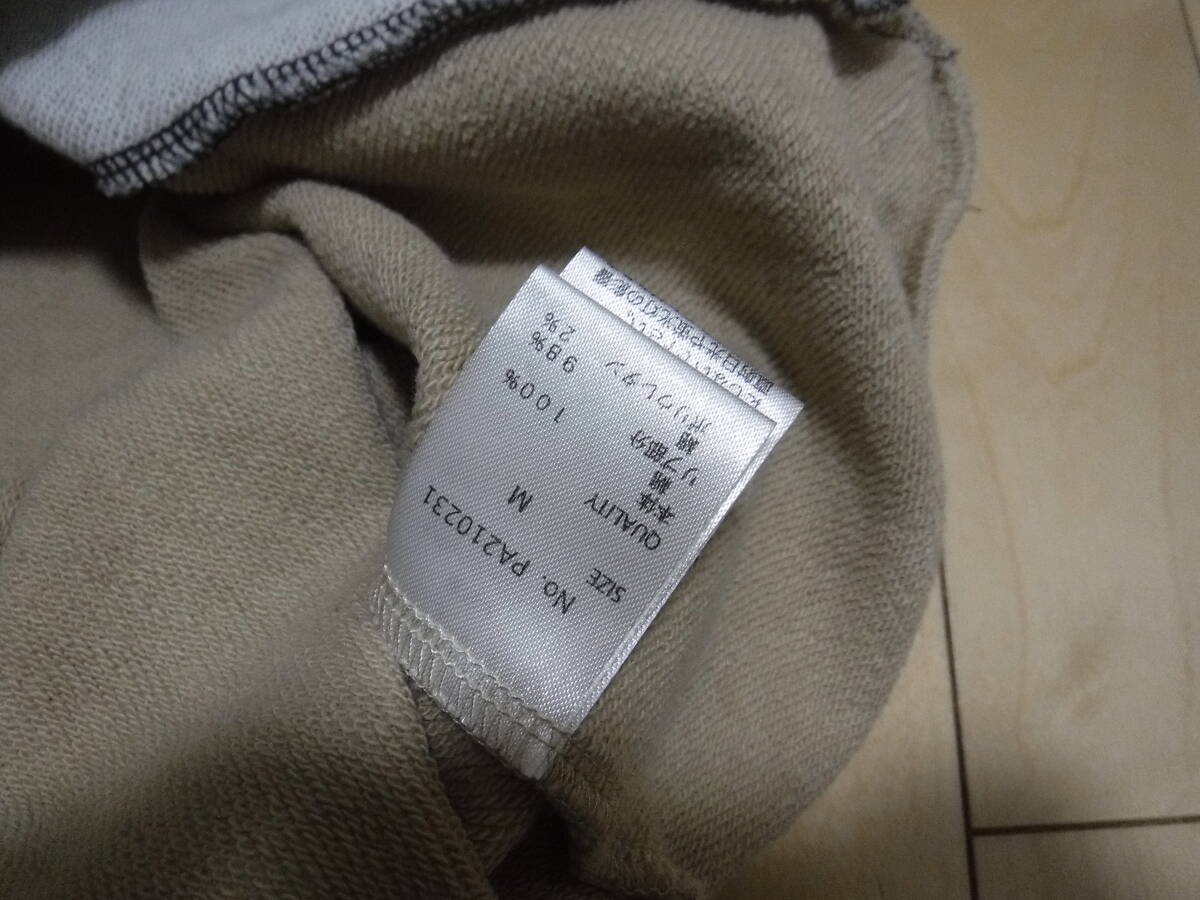 No. PA210231
SIZE M
QUALITY
本体
綿 100%
リブ部分
綿 98%
ポリウレタン 2%